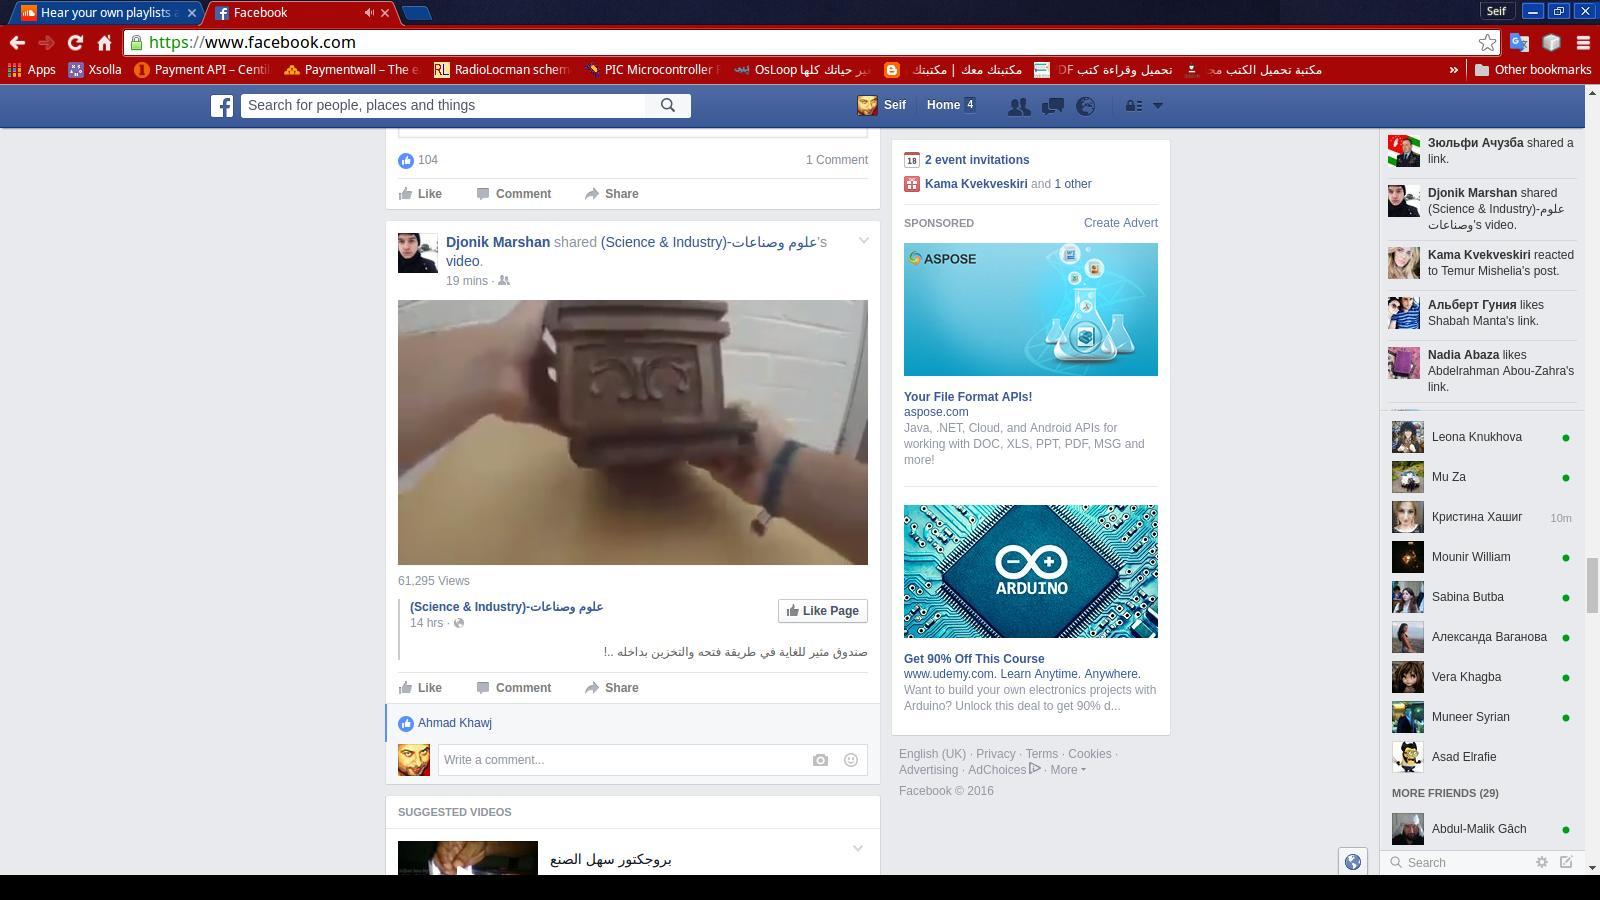 Hear your own playlists a
Facebook
Seif
https://www.facebook.com
Apps
Xsolla
Payment API – Centil
Paymentwall – The e
RadioLocman schem
PIC Microcontroller F
OsLoop غير حياتك كلها
مكتبتك معك | مكتبتك
تحميل وقراءة كتب DF
مكتبة تحميل الكتب مج
»
Other bookmarks
Search for people, places and things
Seif
Home 4
104
1 Comment
Like
Comment
Share
Djonik Marshan shared (Science & Industry)-علوم وصناعات's
video.
19 mins ·
61,295 Views
(Science & Industry)-علوم وصناعات
14 hrs ·
Like Page
صندوق مثير للغاية في طريقة فتحه والتخزين بداخله ..!
Like
Comment
Share
Ahmad Khawj
Write a comment...
SUGGESTED VIDEOS
بروجكتور سهل الصنع
18
2 event invitations
Kama Kvekveskiri and 1 other
SPONSORED
Create Advert
ASPOSE
Your File Format APIs!
aspose.com
Java, .NET, Cloud, and Android APIs for
working with DOC, XLS, PPT, PDF, MSG and
more!
ARDUINO
Get 90% Off This Course
www.udemy.com. Learn Anytime. Anywhere.
Want to build your own electronics projects with
Arduino? Unlock this deal to get 90% d...
English (UK) · Privacy · Terms · Cookies ·
Advertising · AdChoices · More
Facebook © 2016
Зюльфи Ачузба shared a
link.
Djonik Marshan shared
(Science & Industry)-علوم
وصناعات's video.
Kama Kvekveskiri reacted
to Temur Mishelia's post.
Альберт Гуния likes
Shabah Manta's link.
Nadia Abaza likes
Abdelrahman Abou-Zahra's
link.
Leona Knukhova
Mu Za
Кристина Хашиг 10m
Mounir William
Sabina Butba
Александа Ваганова
Vera Khagba
Muneer Syrian
Asad Elrafie
MORE FRIENDS (29)
Abdul-Malik Gâch
Search